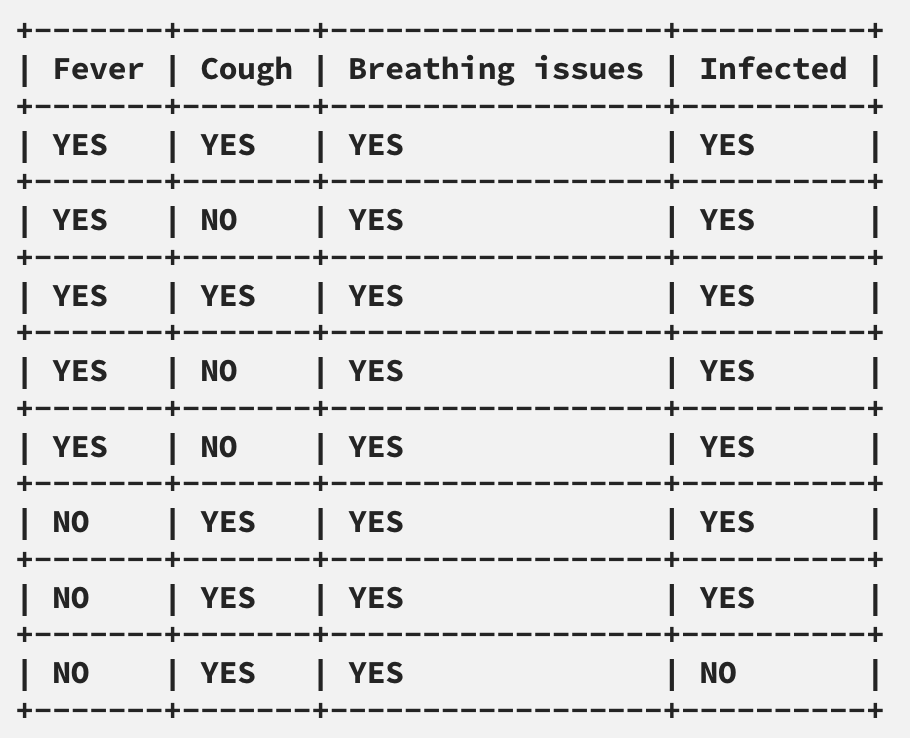 +-------+-------+------------------+----------+
| Fever | Cough | Breathing issues | Infected |
+-------+-------+------------------+----------+
| YES   | YES   | YES              | YES      |
+-------+-------+------------------+----------+
| YES   | NO    | YES              | YES      |
+-------+-------+------------------+----------+
| YES   | YES   | YES              | YES      |
+-------+-------+------------------+----------+
| YES   | NO    | YES              | YES      |
+-------+-------+------------------+----------+
| YES   | NO    | YES              | YES      |
+-------+-------+------------------+----------+
| NO    | YES   | YES              | YES      |
+-------+-------+------------------+----------+
| NO    | YES   | YES              | YES      |
+-------+-------+------------------+----------+
| NO    | YES   | YES              | NO       |
+-------+-------+------------------+----------+